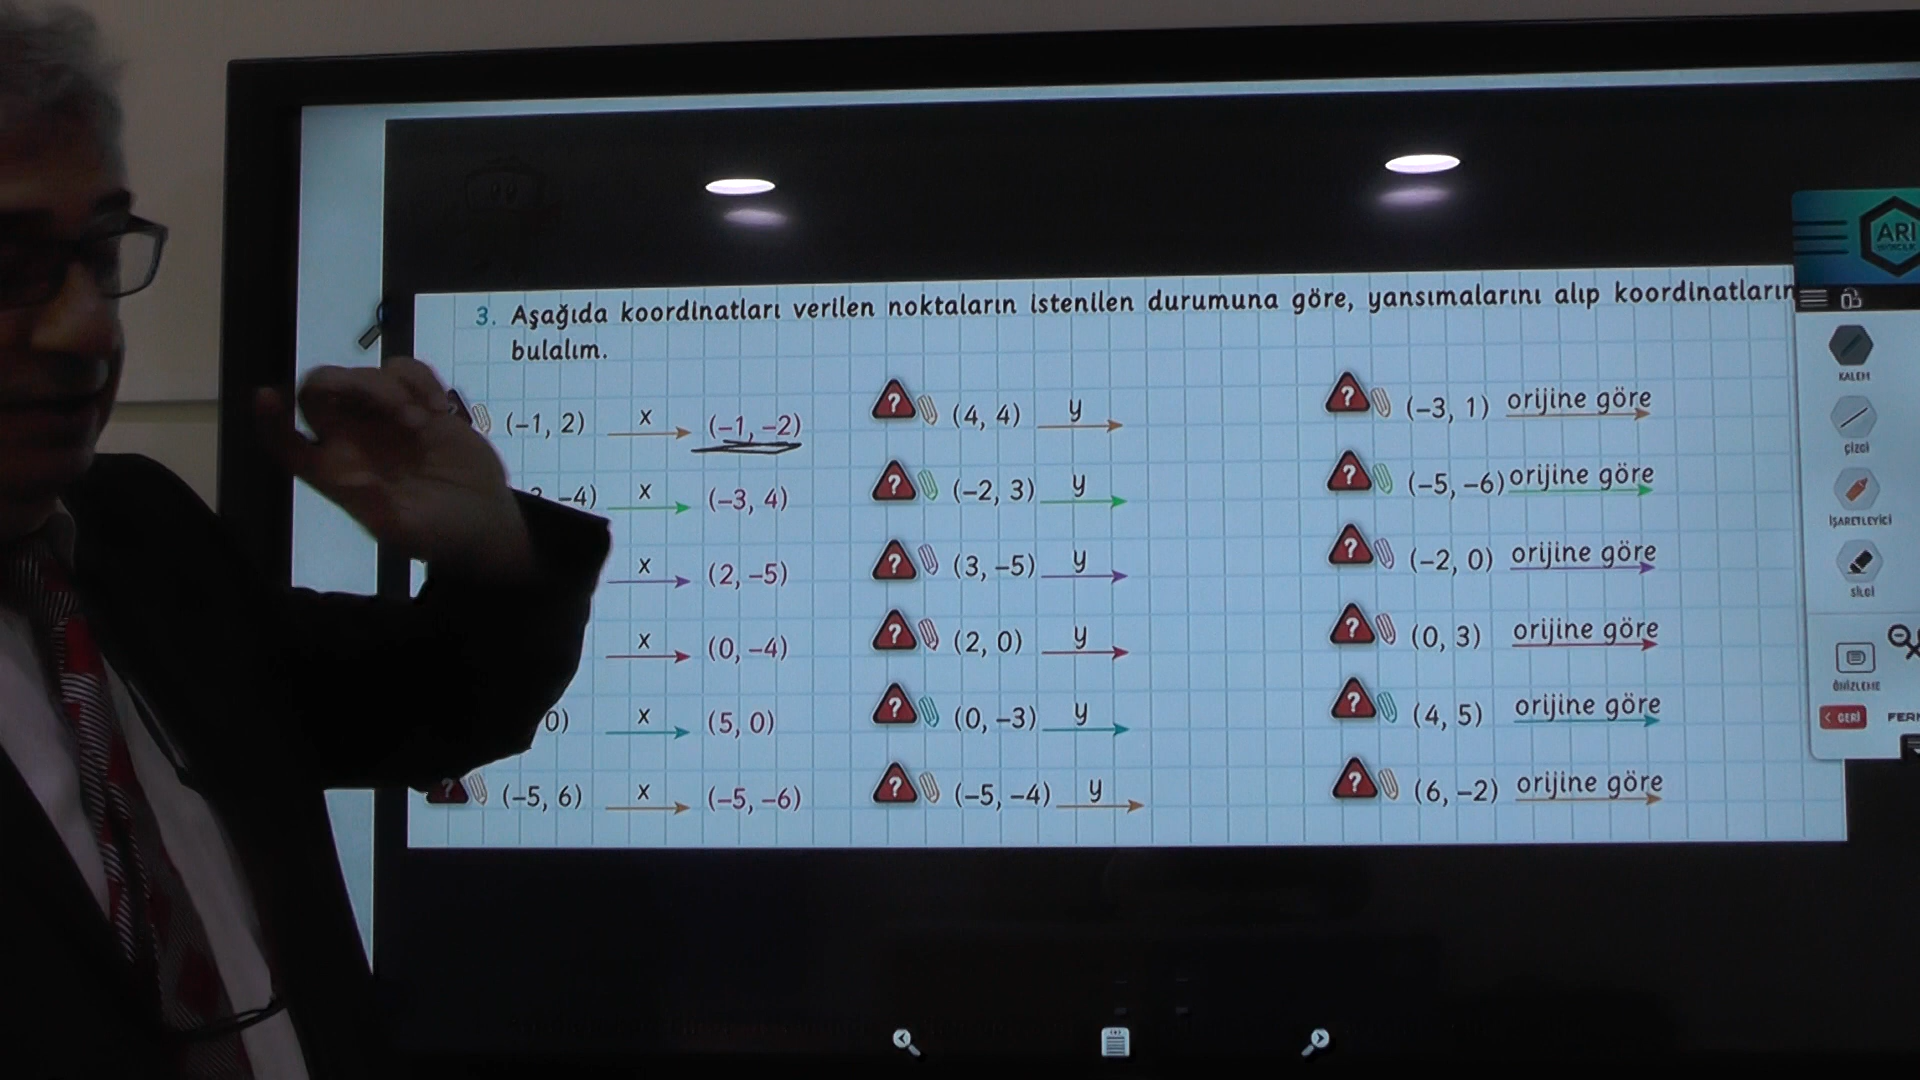 3. Aşağıda koordinatları verilen noktaların istenilen durumuna göre, yansımalarını alıp koordinatların
bulalım.
(−1, 2) x (−1, −2)
−4) x (−3, 4)
x (2, −5)
x (0, −4)
0) x (5, 0)
(−5, 6) x (−5, −6)
(4, 4) y
(−2, 3) y
(3, −5) y
(2, 0) y
(0, −3) y
(−5, −4) y
(−3, 1) orijine göre
(−5, −6) orijine göre
(−2, 0) orijine göre
(0, 3) orijine göre
(4, 5) orijine göre
(6, −2) orijine göre
ARI
KALEM
ÇİZGİ
İŞARETLEYİCİ
SİLGİ
ÖNİZLEME
GERİ